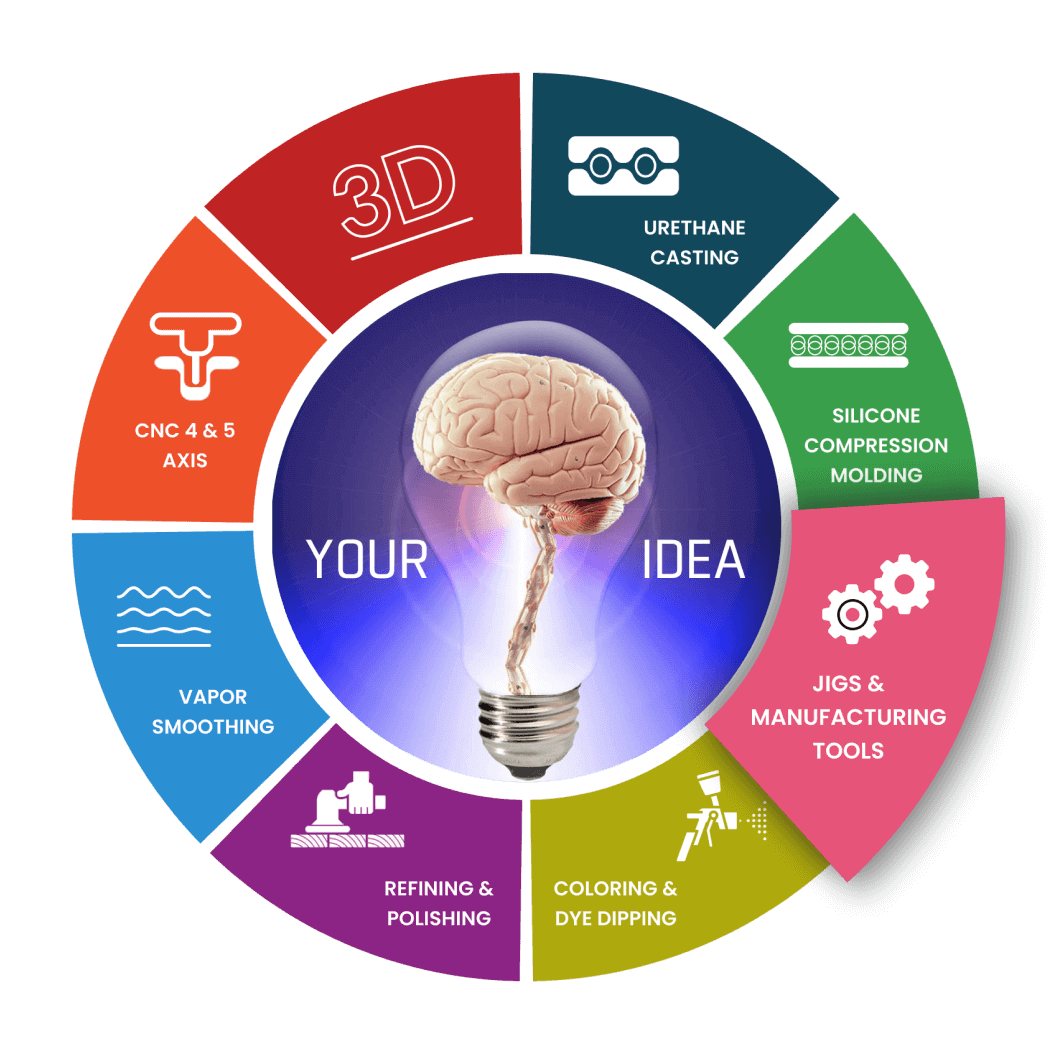 3D
URETHANE
CASTING
SILICONE
COMPRESSION
MOLDING
JIGS &
MANUFACTURING
TOOLS
COLORING &
DYE DIPPING
REFINING &
POLISHING
VAPOR
SMOOTHING
CNC 4 & 5
AXIS
YOUR IDEA